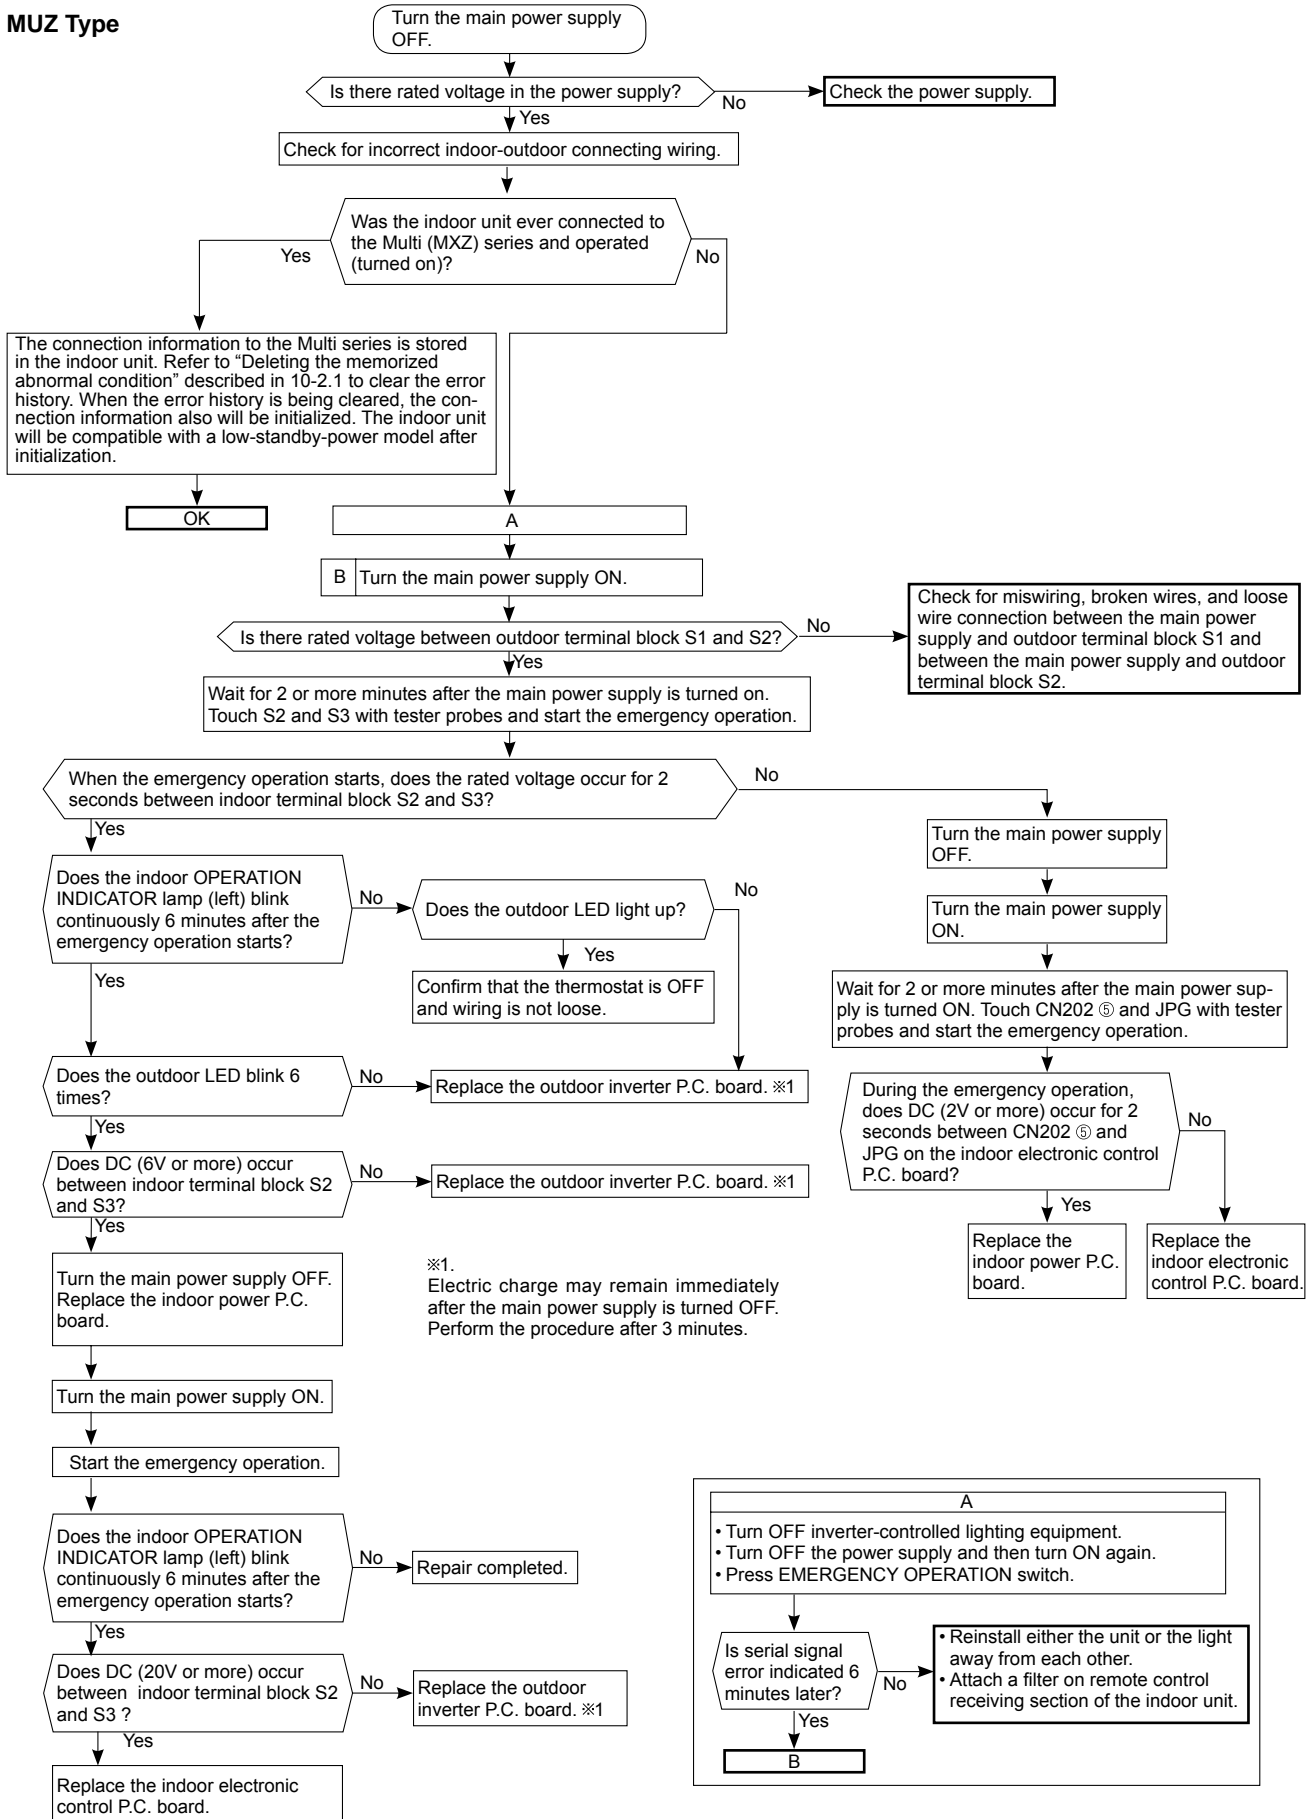 MUZ Type
Turn the main power supply
OFF.
Is there rated voltage in the power supply?
No
Check the power supply.
Yes
Check for incorrect indoor-outdoor connecting wiring.
Was the indoor unit ever connected to
the Multi (MXZ) series and operated
(turned on)?
Yes
No
The connection information to the Multi series is stored
in the indoor unit. Refer to “Deleting the memorized
abnormal condition” described in 10-2.1 to clear the error
history. When the error history is being cleared, the con-
nection information also will be initialized. The indoor unit
will be compatible with a low-standby-power model after
initialization.
OK
A
B
Turn the main power supply ON.
Is there rated voltage between outdoor terminal block S1 and S2?
No
Check for miswiring, broken wires, and loose
wire connection between the main power
supply and outdoor terminal block S1 and
between the main power supply and outdoor
terminal block S2.
Yes
Wait for 2 or more minutes after the main power supply is turned on.
Touch S2 and S3 with tester probes and start the emergency operation.
When the emergency operation starts, does the rated voltage occur for 2
seconds between indoor terminal block S2 and S3?
No
Yes
Turn the main power supply
OFF.
Turn the main power supply
ON.
Wait for 2 or more minutes after the main power sup-
ply is turned ON. Touch CN202 ⑤ and JPG with tester
probes and start the emergency operation.
During the emergency operation,
does DC (2V or more) occur for 2
seconds between CN202 ⑤ and
JPG on the indoor electronic control
P.C. board?
No
Yes
Replace the
indoor power P.C.
board.
Replace the
indoor electronic
control P.C. board.
Does the indoor OPERATION
INDICATOR lamp (left) blink
continuously 6 minutes after the
emergency operation starts?
No
Does the outdoor LED light up?
No
Yes
Confirm that the thermostat is OFF
and wiring is not loose.
Yes
Does the outdoor LED blink 6
times?
No
Replace the outdoor inverter P.C. board. ※1
Yes
Does DC (6V or more) occur
between indoor terminal block S2
and S3?
No
Replace the outdoor inverter P.C. board. ※1
Yes
Turn the main power supply OFF.
Replace the indoor power P.C.
board.
※1.
Electric charge may remain immediately
after the main power supply is turned OFF.
Perform the procedure after 3 minutes.
Turn the main power supply ON.
Start the emergency operation.
Does the indoor OPERATION
INDICATOR lamp (left) blink
continuously 6 minutes after the
emergency operation starts?
No
Repair completed.
Yes
Does DC (20V or more) occur
between indoor terminal block S2
and S3 ?
No
Replace the outdoor
inverter P.C. board. ※1
Yes
Replace the indoor electronic
control P.C. board.
A
• Turn OFF inverter-controlled lighting equipment.
• Turn OFF the power supply and then turn ON again.
• Press EMERGENCY OPERATION switch.
Is serial signal
error indicated 6
minutes later?
No
• Reinstall either the unit or the light
away from each other.
• Attach a filter on remote control
receiving section of the indoor unit.
Yes
B